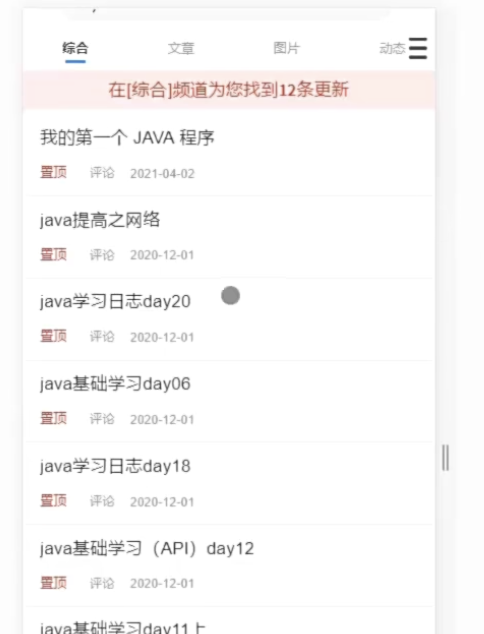 综合 文章 图片 动态
在[综合]频道为您找到12条更新
我的第一个 JAVA 程序
置顶 评论 2021-04-02
java提高之网络
置顶 评论 2020-12-01
java学习日志day20
置顶 评论 2020-12-01
java基础学习day06
置顶 评论 2020-12-01
java学习日志day18
置顶 评论 2020-12-01
java基础学习（API）day12
置顶 评论 2020-12-01
java基础学习day11上